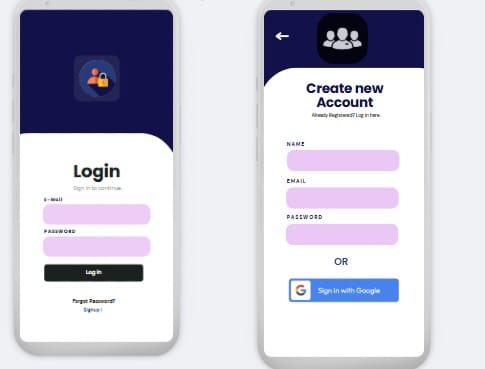 Login
Sign in to continue
E-Mail
PASSWORD
Log in
Forgot Password?
Signup !
Create new
Account
Already Registered? Log in here.
NAME
EMAIL
PASSWORD
OR
G
Sign in with Google